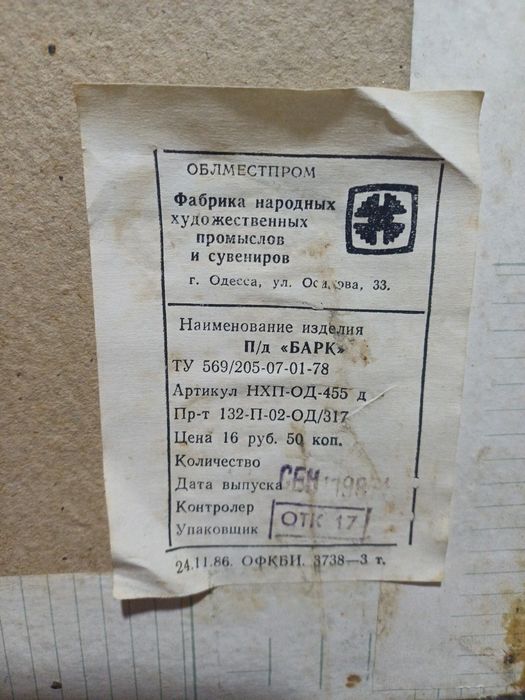 ОБЛМЕСТПРОМ
Фабрика народных
художественных
промыслов
и сувениров
г. Одесса, ул. 33.
Наименование изделия
П/д «БАРК»
ТУ 569/205-07-01-78
Артикул НХП-ОД-455 д
Пр-т 132-П-02-ОД/317
Цена 16 руб. 50 коп.
Количество
Дата выпуска СЕН
Контролер
Упаковщик ОТК 17
24.11.86. ОФКБИ. 3738—3 т.